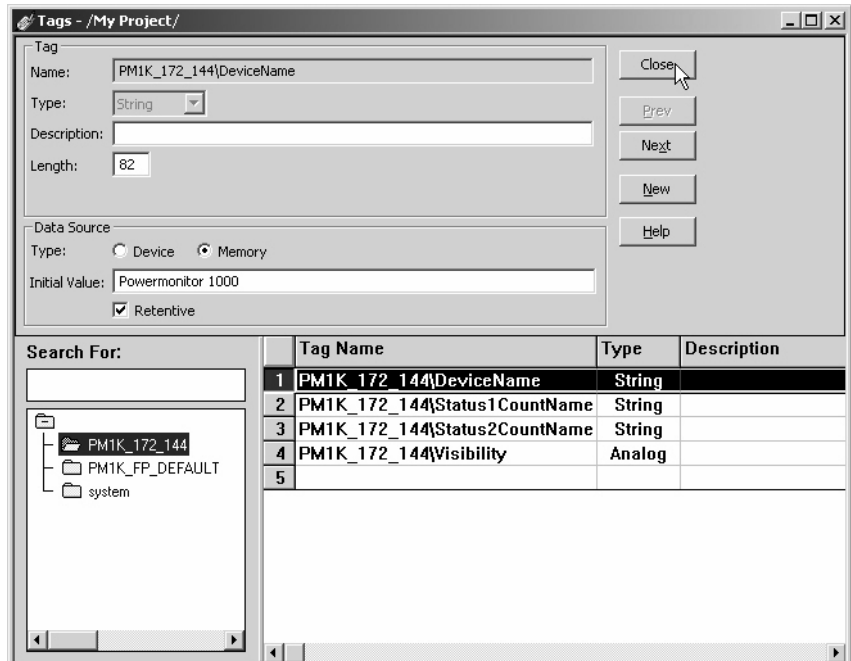 Tags - /My Project/
Tag
Name: PM1K_172_144\DeviceName
Type: String
Description:
Length: 82
Close
Prev
Next
New
Help
Data Source
Type: Device Memory
Initial Value: Powermonitor 1000
Retentive
Search For:
PM1K_172_144
PM1K_FP_DEFAULT
system
Tag Name Type Description
1 PM1K_172_144\DeviceName String
2 PM1K_172_144\Status1CountName String
3 PM1K_172_144\Status2CountName String
4 PM1K_172_144\Visibility Analog
5